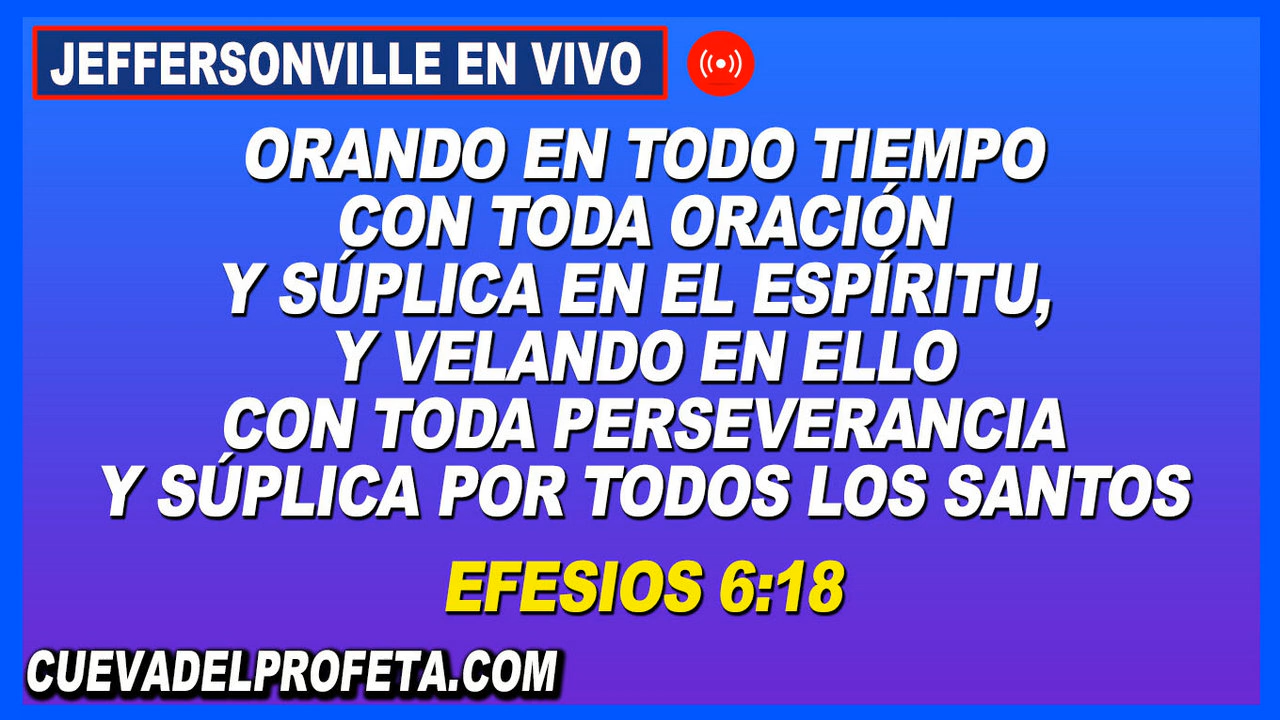 JEFFERSONVILLE EN VIVO
ORANDO EN TODO TIEMPO
CON TODA ORACIÓN
Y SÚPLICA EN EL ESPÍRITU,
Y VELANDO EN ELLO
CON TODA PERSEVERANCIA
Y SÚPLICA POR TODOS LOS SANTOS
EFESIOS 6:18
CUEVADELPROFETA.COM